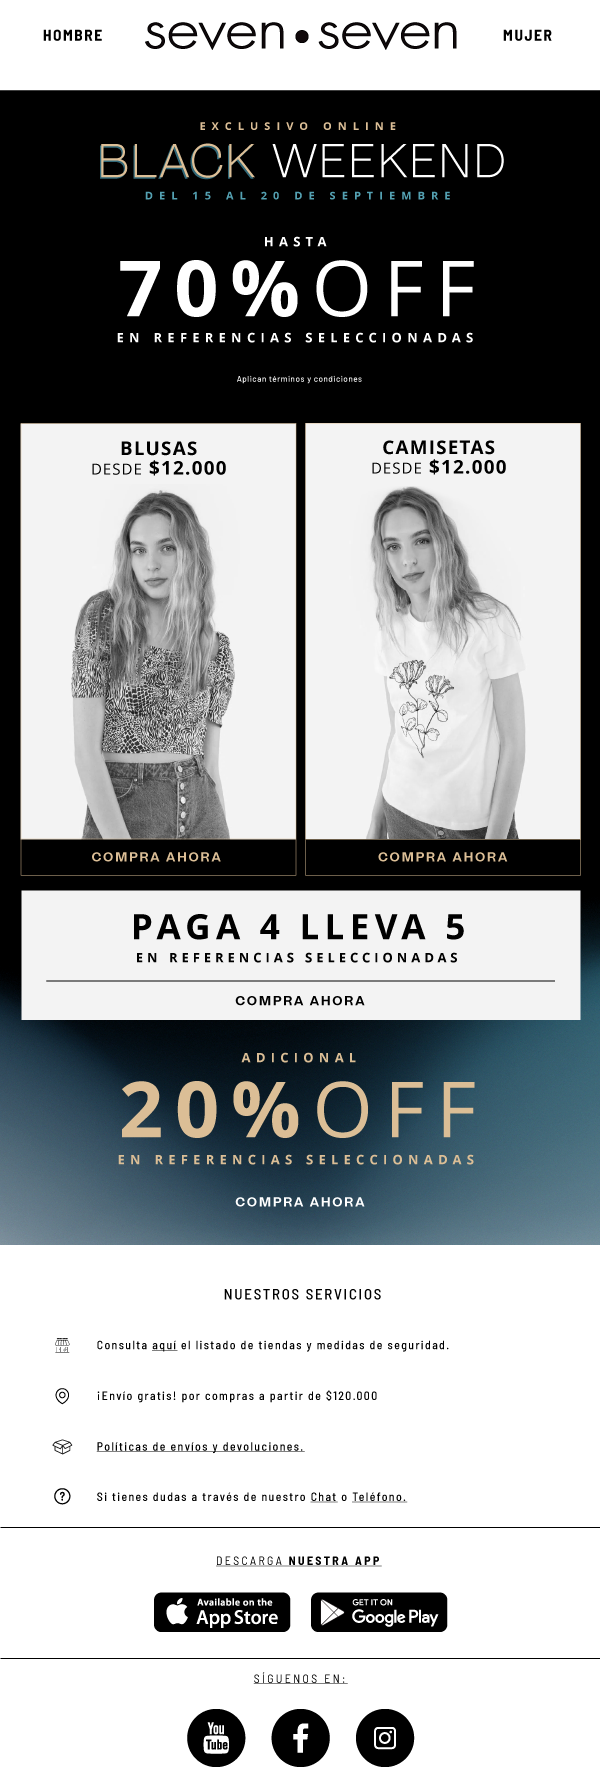 HOMBRE seven•seven MUJER
EXCLUSIVO ONLINE
BLACK WEEKEND
DEL 15 AL 20 DE SEPTIEMBRE
HASTA
70%OFF
EN REFERENCIAS SELECCIONADAS
Aplican términos y condiciones
BLUSAS
DESDE $12.000
COMPRA AHORA
CAMISETAS
DESDE $12.000
COMPRA AHORA
PAGA 4 LLEVA 5
EN REFERENCIAS SELECCIONADAS
COMPRA AHORA
ADICIONAL
20%OFF
EN REFERENCIAS SELECCIONADAS
COMPRA AHORA
NUESTROS SERVICIOS
Consulta aquí el listado de tiendas y medidas de seguridad.
¡Envío gratis! por compras a partir de $120.000
Políticas de envíos y devoluciones.
Si tienes dudas a través de nuestro Chat o Teléfono.
DESCARGA NUESTRA APP
Available on the
App Store
GET IT ON
Google Play
SÍGUENOS EN:
You
Tube